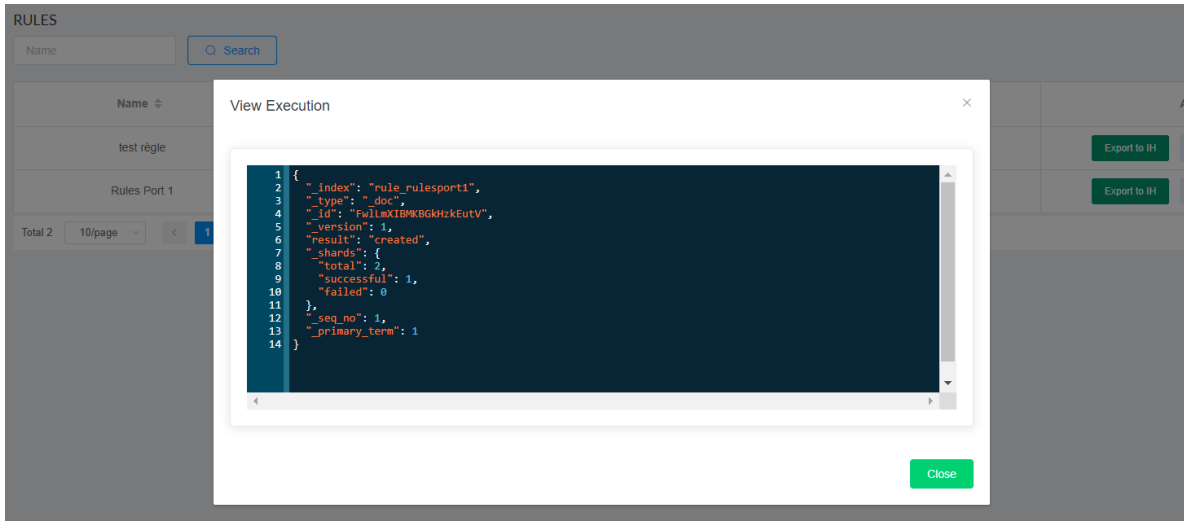 RULES
Name
Search
Name
test règle
Export to IH
Rules Port 1
Export to IH
Total 2 10/page 1
View Execution
1 {
2 "_index": "rule_rulesport1",
3 "_type": "_doc",
4 "_id": "FwlLmXIBMKBGkHzkEutV",
5 "_version": 1,
6 "result": "created",
7 "_shards": {
8 "total": 2,
9 "successful": 1,
10 "failed": 0
11 },
12 "_seq_no": 1,
13 "_primary_term": 1
14 }
Close